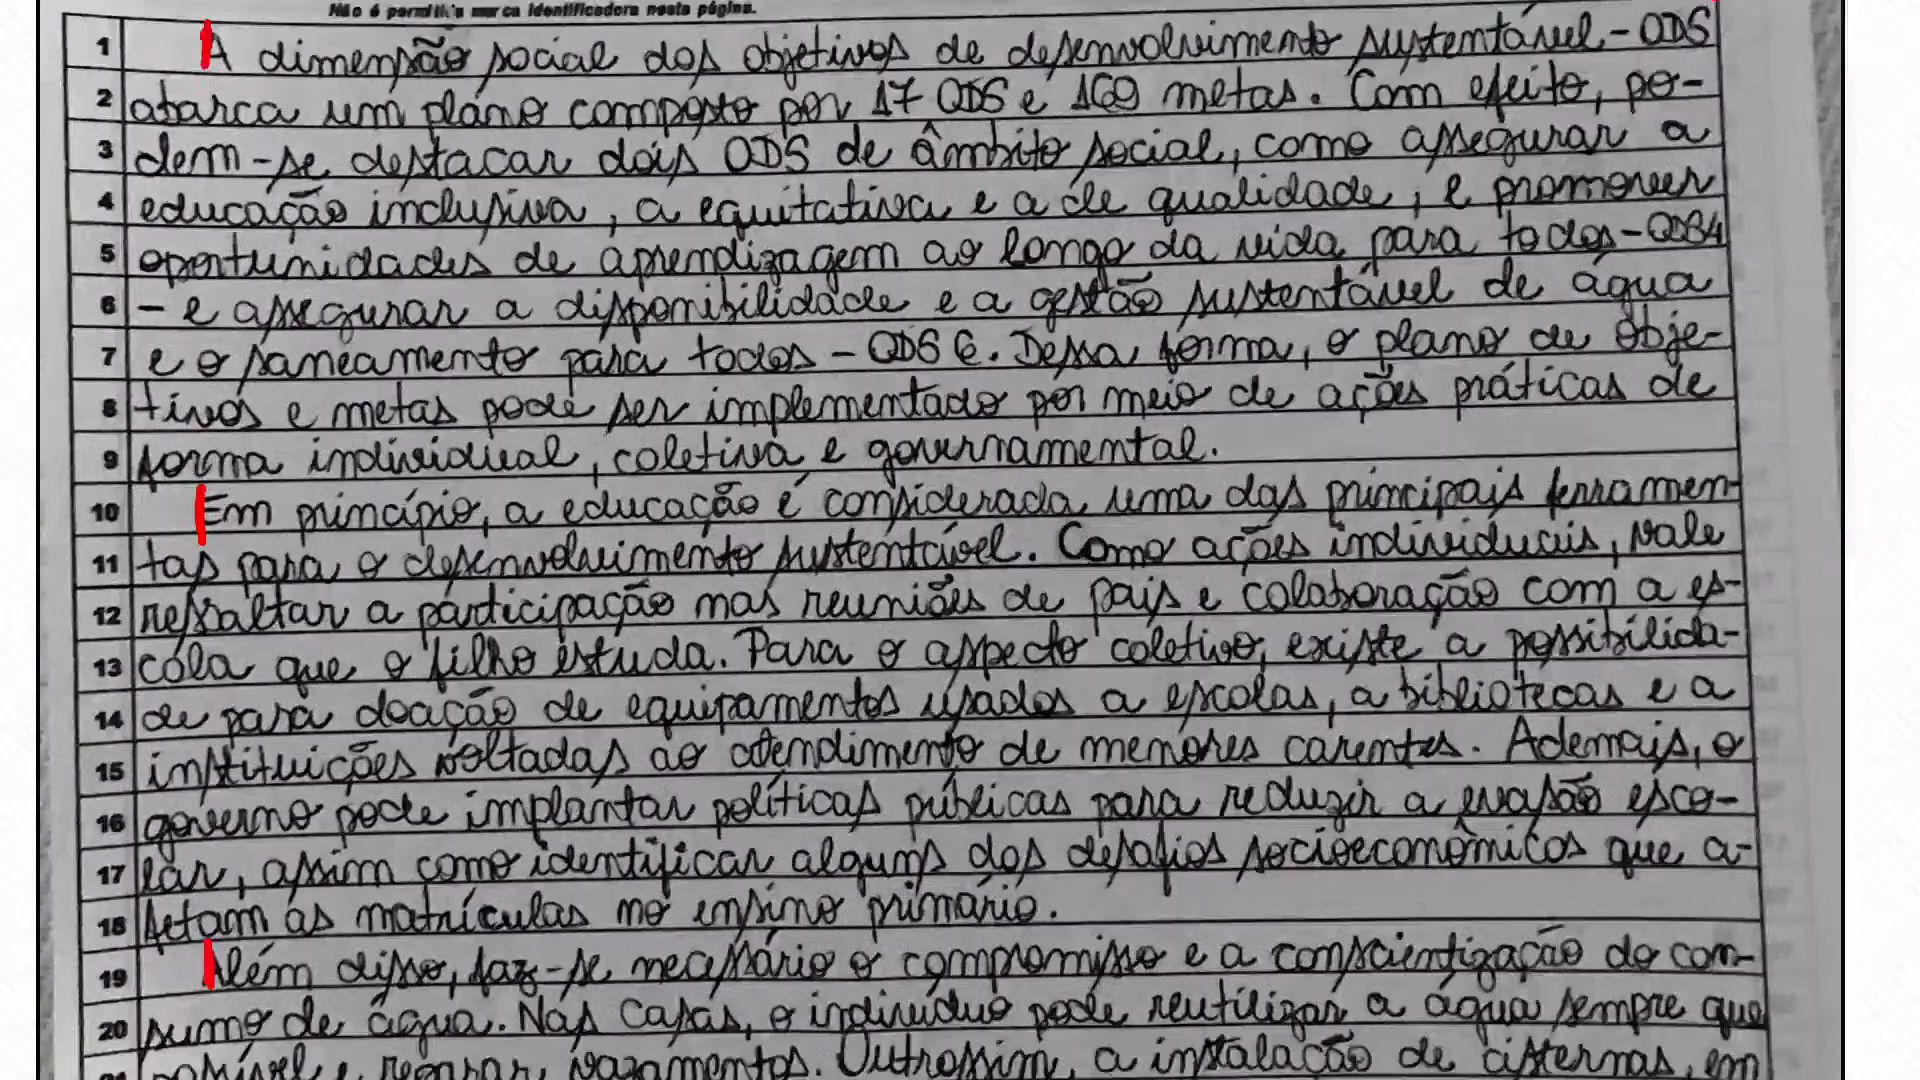 Não é permitida marca identificadora nesta página.
1 A dimensão social dos objetivos de desenvolvimento sustentável - ODS
2 abarca um plano composto por 17 ODS e 169 metas. Com efeito, po-
3 dem-se destacar dois ODS de âmbito social, como assegurar a
4 educação inclusiva, a equitativa e a de qualidade, e promover
5 oportunidades de aprendizagem ao longo da vida para todos - ODS4
6 - e assegurar a disponibilidade e a gestão sustentável de água
7 e o saneamento para todos - ODS 6. Dessa forma, o plano de obje-
8 tivos e metas pode ser implementado por meio de ações práticas de
9 forma individual, coletiva e governamental.
10 Em princípio, a educação é considerada uma das principais ferramen-
11 tas para o desenvolvimento sustentável. Como ações individuais, vale
12 ressaltar a participação nas reuniões de pais e colaboração com a es-
13 cola que o filho estuda. Para o aspecto coletivo, existe a possibilida-
14 de para doação de equipamentos usados a escolas, a bibliotecas e a
15 instituições voltadas ao atendimento de menores carentes. Ademais, o
16 governo pode implantar políticas públicas para reduzir a evasão esco-
17 lar, assim como identificar alguns dos desafios socioeconômicos que a-
18 fetam as matrículas no ensino primário.
19 Além disso, faz-se necessário o compromisso e a conscientização do con-
20 sumo de água. Nas casas, o indivíduo pode reutilizar a água sempre que
21 possível e reparar vazamentos. Outrossim, a instalação de cisternas, em